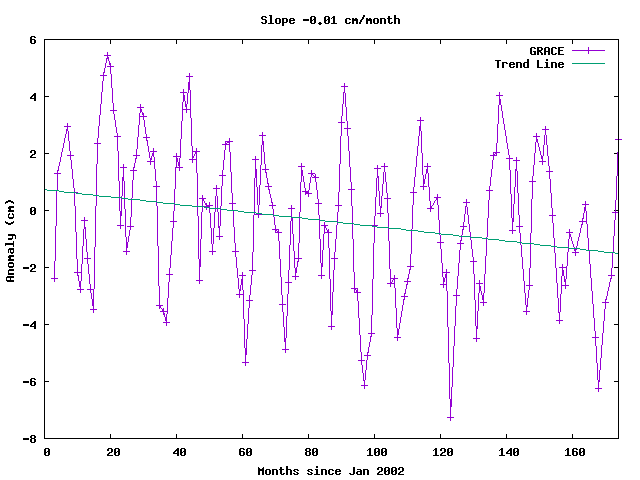 Slope -0.01 cm/month
GRACE
Trend Line
6
4
2
0
-2
-4
-6
-8
Anomaly (cm)
0 20 40 60 80 100 120 140 160
Months since Jan 2002